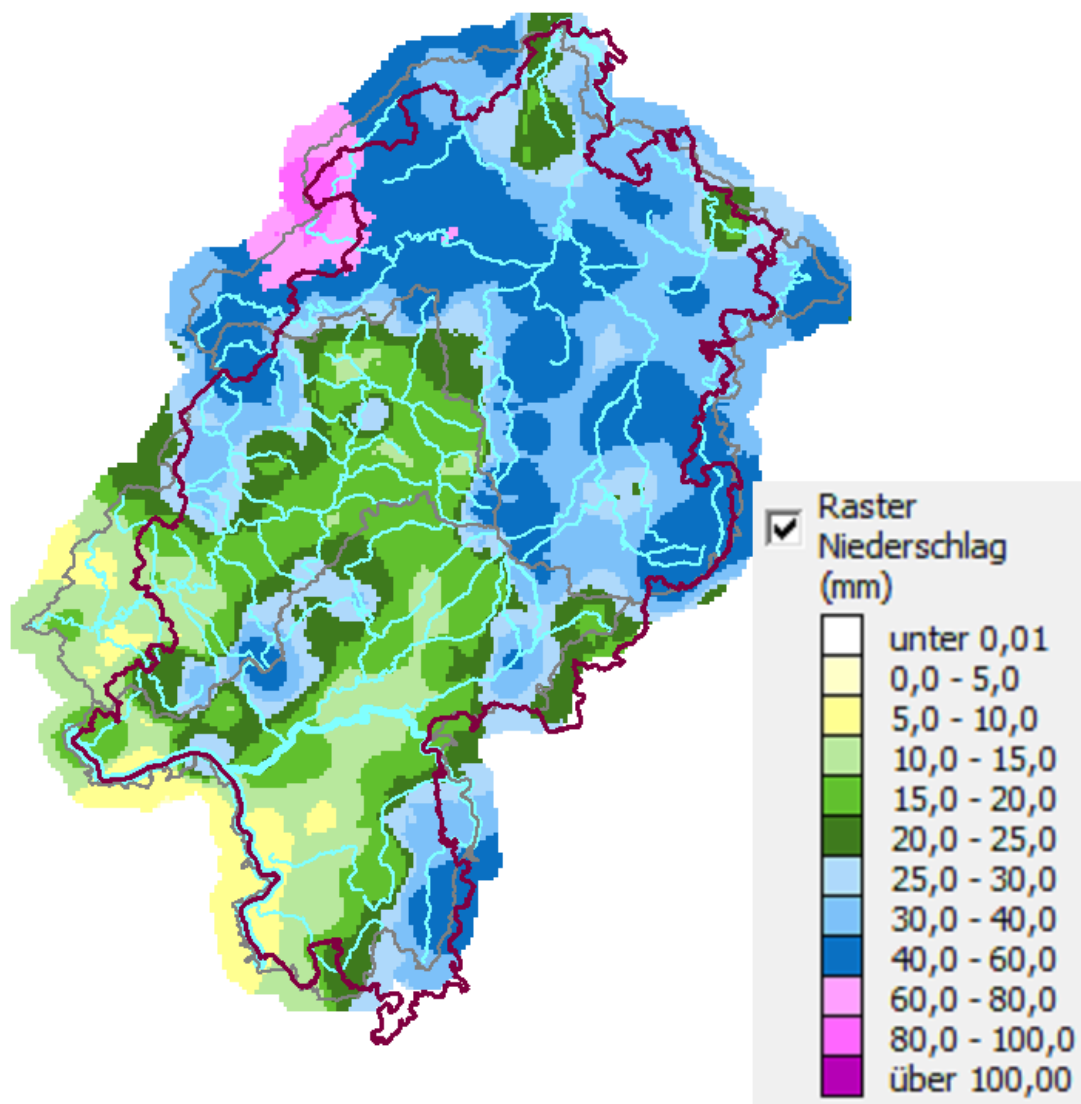 Raster
Niederschlag
(mm)
unter 0,01
0,0 - 5,0
5,0 - 10,0
10,0 - 15,0
15,0 - 20,0
20,0 - 25,0
25,0 - 30,0
30,0 - 40,0
40,0 - 60,0
60,0 - 80,0
80,0 - 100,0
über 100,00